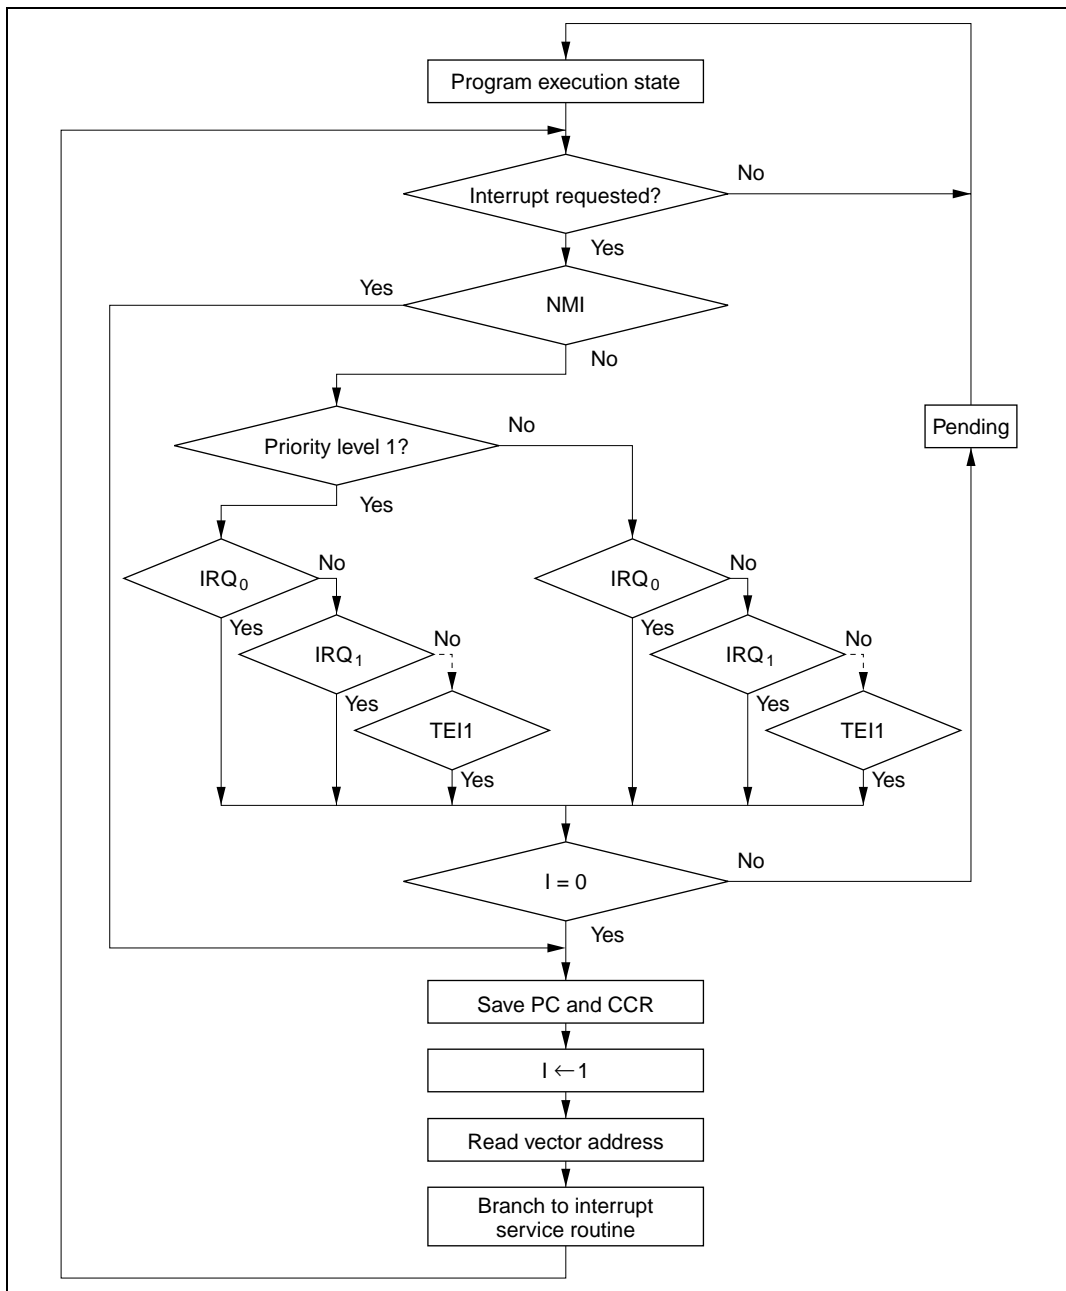 Program execution state
No
Interrupt requested?
Yes
Yes
NMI
No
No
Pending
Priority level 1?
Yes
No
No
IRQ0
IRQ0
Yes
No
Yes
No
IRQ1
IRQ1
Yes
Yes
TEI1
TEI1
Yes
Yes
No
I = 0
Yes
Save PC and CCR
I ← 1
Read vector address
Branch to interrupt
service routine